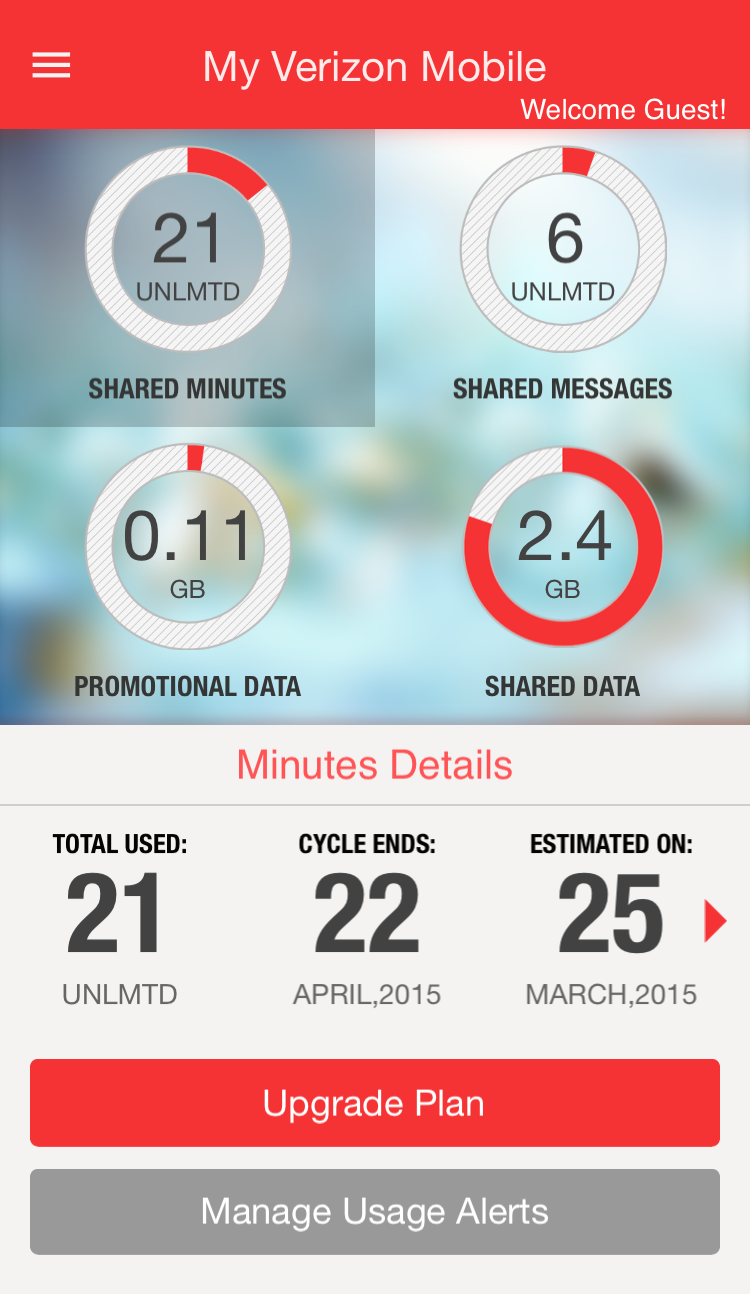 My Verizon Mobile
Welcome Guest!
21
UNLMTD
SHARED MINUTES
6
UNLMTD
SHARED MESSAGES
0.11
GB
PROMOTIONAL DATA
2.4
GB
SHARED DATA
Minutes Details
TOTAL USED:
21
UNLMTD
CYCLE ENDS:
22
APRIL,2015
ESTIMATED ON:
25
MARCH,2015
Upgrade Plan
Manage Usage Alerts